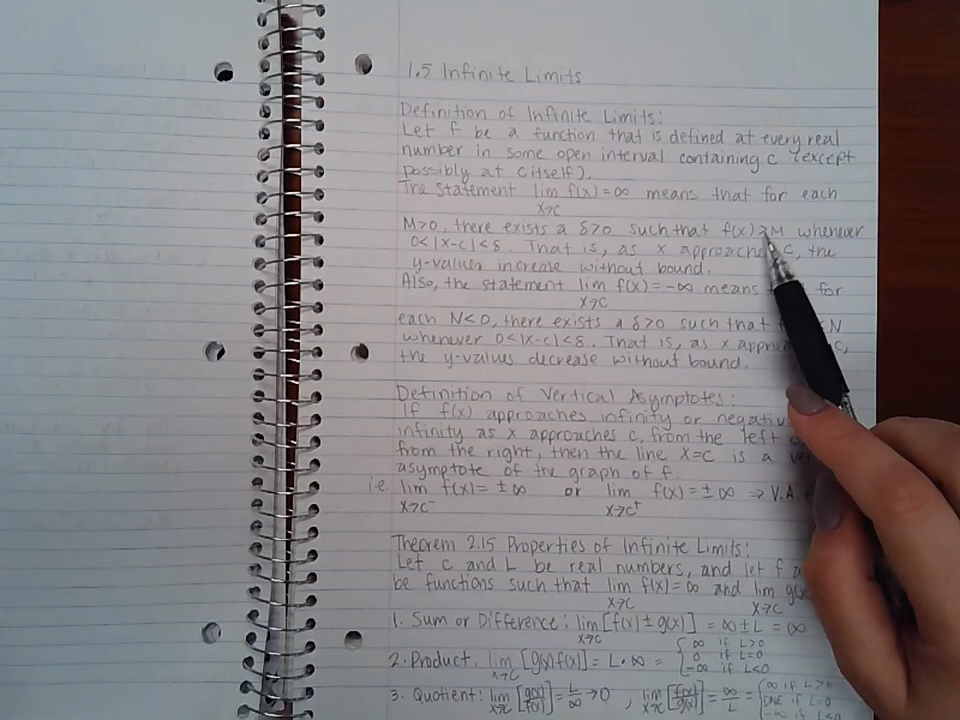 1.5 Infinite Limits
Definition of Infinite Limits:
Let f be a function that is defined at every real
number in some open interval containing c (except
possibly at c itself).
The statement lim f(x)=∞ means that for each
x→c
M>0, there exists a δ>0 such that f(x)>M whenever
0<|x-c|<δ. That is, as x approaches c, the
y-values increase without bound.
Also, the statement lim f(x)=-∞ means for
x→c
each N<0, there exists a δ>0 such that <N
whenever 0<|x-c|<δ. That is, as x c,
the y-values decrease without bound.
Definition of Vertical Asymptotes:
If f(x) approaches infinity or negative
infinity as x approaches c, from the left
from the right, then the line x=c is a
asymptote of the graph of f.
i.e. lim f(x)=±∞ or lim f(x)=±∞ ⇒ V.A.
x→c⁻ x→c⁺
Theorem 2.15 Properties of Infinite Limits:
Let c and L be real numbers, and let f
be functions such that lim f(x)=∞ and lim
x→c x→c
1. Sum or Difference: lim [f(x)±g(x)] = ∞±L = ∞
x→c
2. Product: lim [g(x)f(x)] = L·∞ = { ∞ if L>0
x→c 0 if L=0
-∞ if L<0
3. Quotient: lim [g(x)/f(x)] = L/∞ → 0 , lim [f(x)/g(x)] = ∞/L = { ∞ if L>0
x→c x→c DNE if L=0
-∞ if L<0